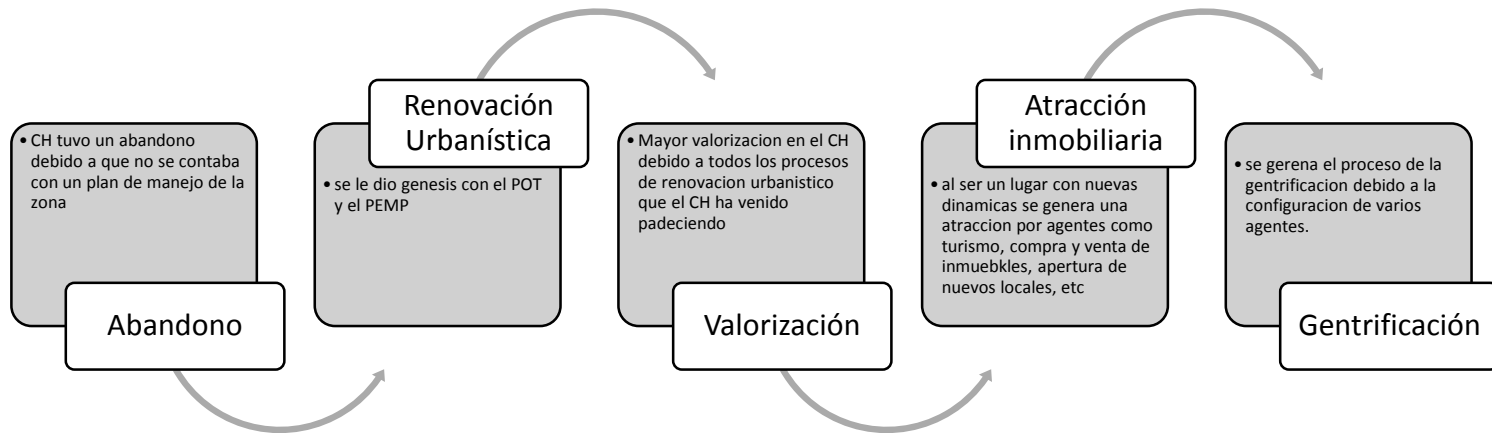 • CH tuvo un abandono
debido a que no se contaba
con un plan de manejo de la
zona
Abandono
Renovación
Urbanística
• se le dio genesis con el POT
y el PEMP
• Mayor valorizacion en el CH
debido a todos los procesos
de renovacion urbanistico
que el CH ha venido
padeciendo
Valorización
Atracción
inmobiliaria
• al ser un lugar con nuevas
dinamicas se genera una
atraccion por agentes como
turismo, compra y venta de
inmuebkles, apertura de
nuevos locales, etc
• se gerena el proceso de la
gentrificacion debido a la
configuracion de varios
agentes.
Gentrificación